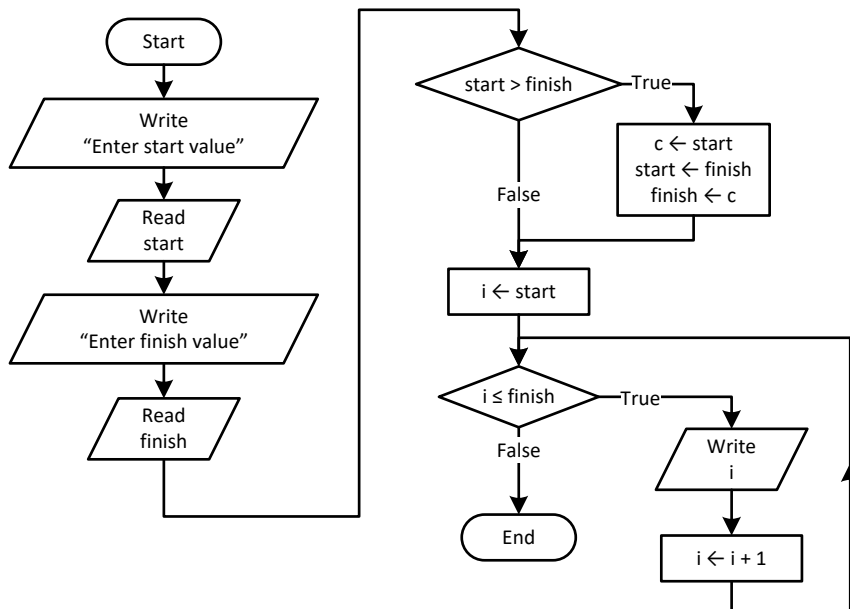 Start
Write
“Enter start value”
Read
start
Write
“Enter finish value”
Read
finish
start > finish
True
c ← start
start ← finish
finish ← c
False
i ← start
i ≤ finish
True
Write
i
i ← i + 1
False
End